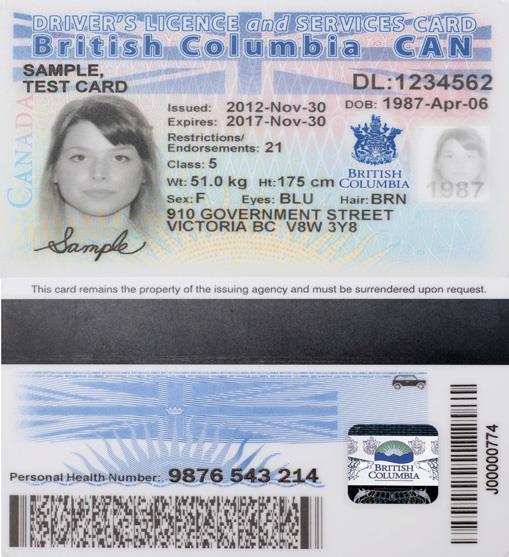 DRIVER'S LICENCE and SERVICES CARD
British Columbia CAN
CANADA
SAMPLE,
TEST CARD
DL:1234562
Issued: 2012-Nov-30 DOB: 1987-Apr-06
Expires: 2017-Nov-30
Restrictions/
Endorsements: 21
Class: 5
Wt: 51.0 kg Ht: 175 cm
Sex: F Eyes: BLU Hair: BRN
910 GOVERNMENT STREET
VICTORIA BC V8W 3Y8
BRITISH
COLUMBIA
1987
Sample
This card remains the property of the issuing agency and must be surrendered upon request.
Personal Health Number: 9876 543 214
BRITISH
COLUMBIA
J00000774